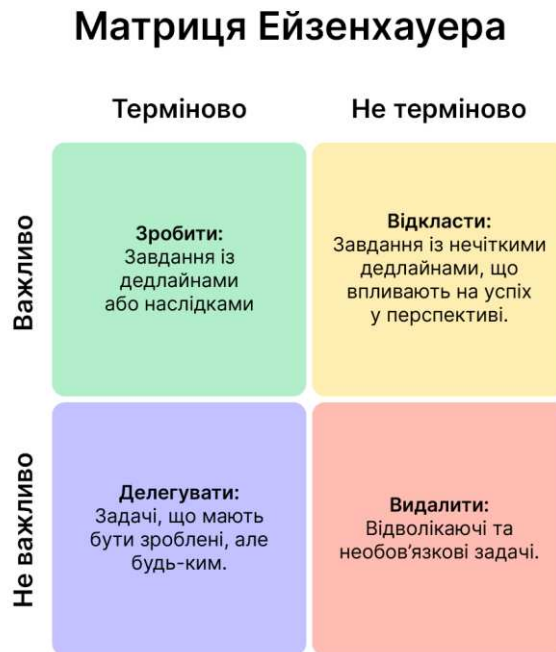 Матриця Ейзенхауера
Терміново
Не терміново
Важливо
Зробити:
Завдання із
дедлайнами
або наслідками
Відкласти:
Завдання із нечіткими
дедлайнами, що
впливають на успіх
у перспективі.
Не важливо
Делегувати:
Задачі, що мають
бути зроблені, але
будь-ким.
Видалити:
Відволікаючі та
необов’язкові задачі.